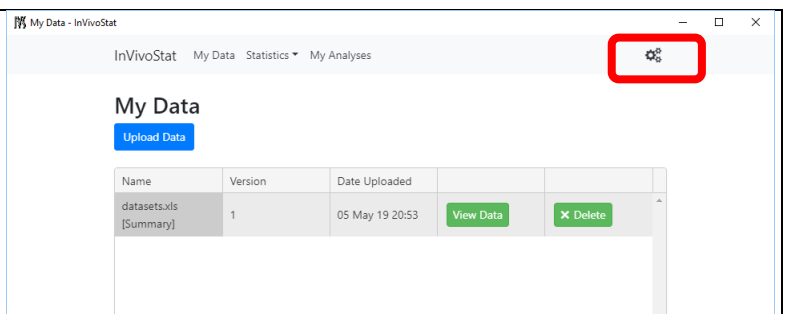 My Data - InVivoStat
InVivoStat My Data Statistics My Analyses
My Data
Upload Data
Name Version Date Uploaded
datasets.xls
[Summary] 1 05 May 19 20:53 View Data Delete